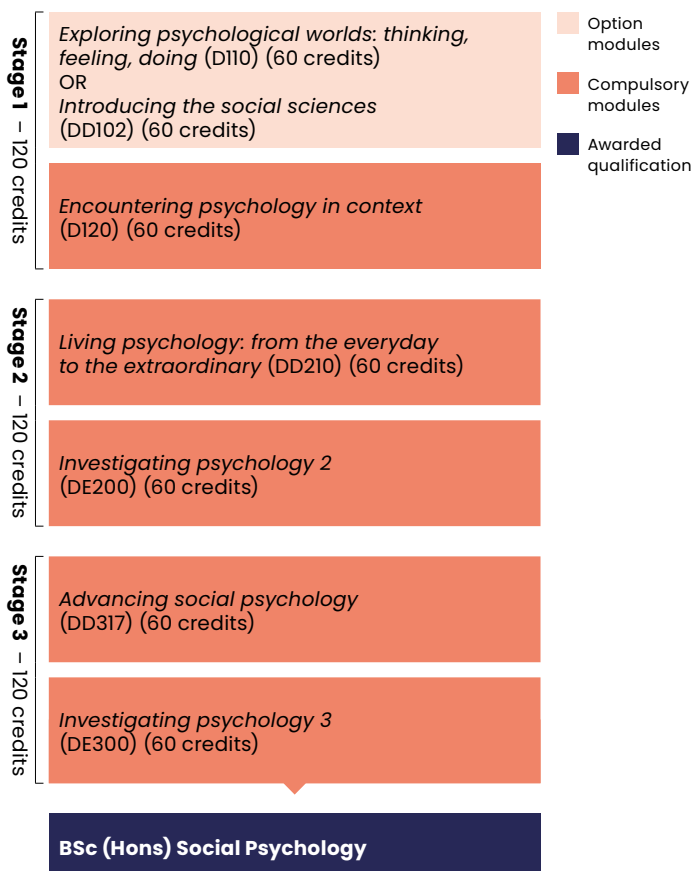 Stage 1 – 120 credits
Exploring psychological worlds: thinking,
feeling, doing (D110) (60 credits)
OR
Introducing the social sciences
(DD102) (60 credits)
Encountering psychology in context
(D120) (60 credits)
Stage 2 – 120 credits
Living psychology: from the everyday
to the extraordinary (DD210) (60 credits)
Investigating psychology 2
(DE200) (60 credits)
Stage 3 – 120 credits
Advancing social psychology
(DD317) (60 credits)
Investigating psychology 3
(DE300) (60 credits)
BSc (Hons) Social Psychology
Option
modules
Compulsory
modules
Awarded
qualification